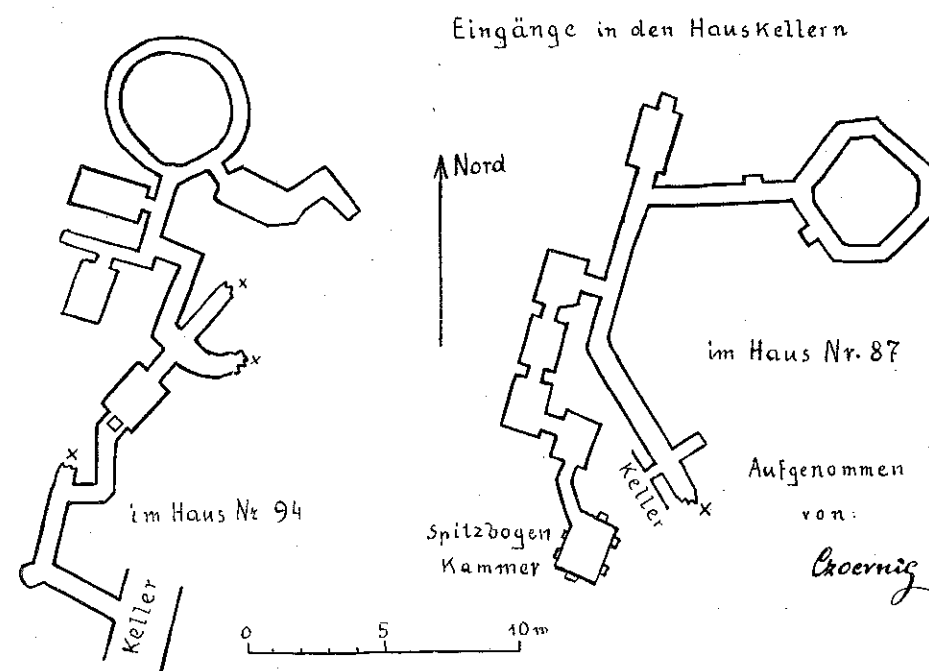 Eingänge in den Hauskellern
Nord
x
x
im Haus Nr. 87
x
im Haus Nr 94
Keller
x
Aufgenommen
von:
Spitzbogen
Kammer
Czoernig
Keller
0 5 10 m